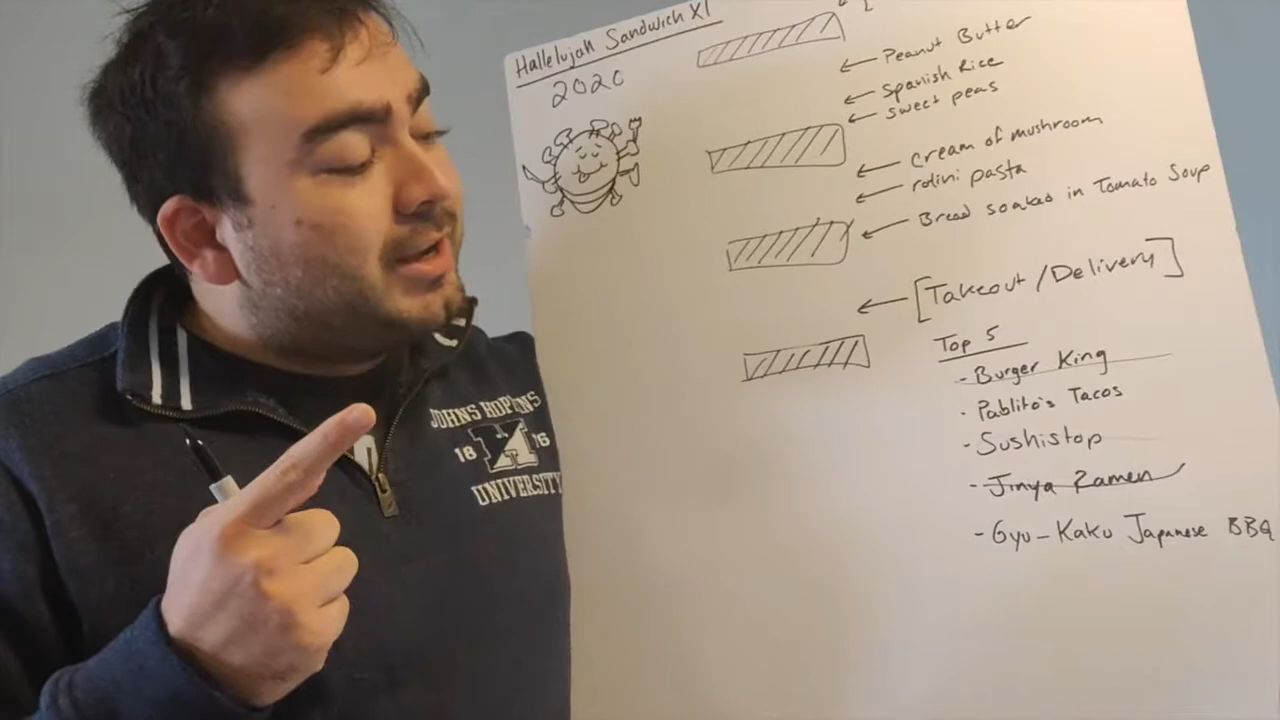 Hallelujah Sandwich XI
2020
Peanut Butter
Spanish Rice
sweet peas
cream of mushroom
rotini pasta
Bread soaked in Tomato Soup
[Takeout/Delivery]
Top 5
- Burger King
- Pablito's Tacos
- Sushistop
- Jinya Ramen
- Gyu-Kaku Japanese BBQ
JOHNS HOPKINS
18 H 76
UNIVERSITY